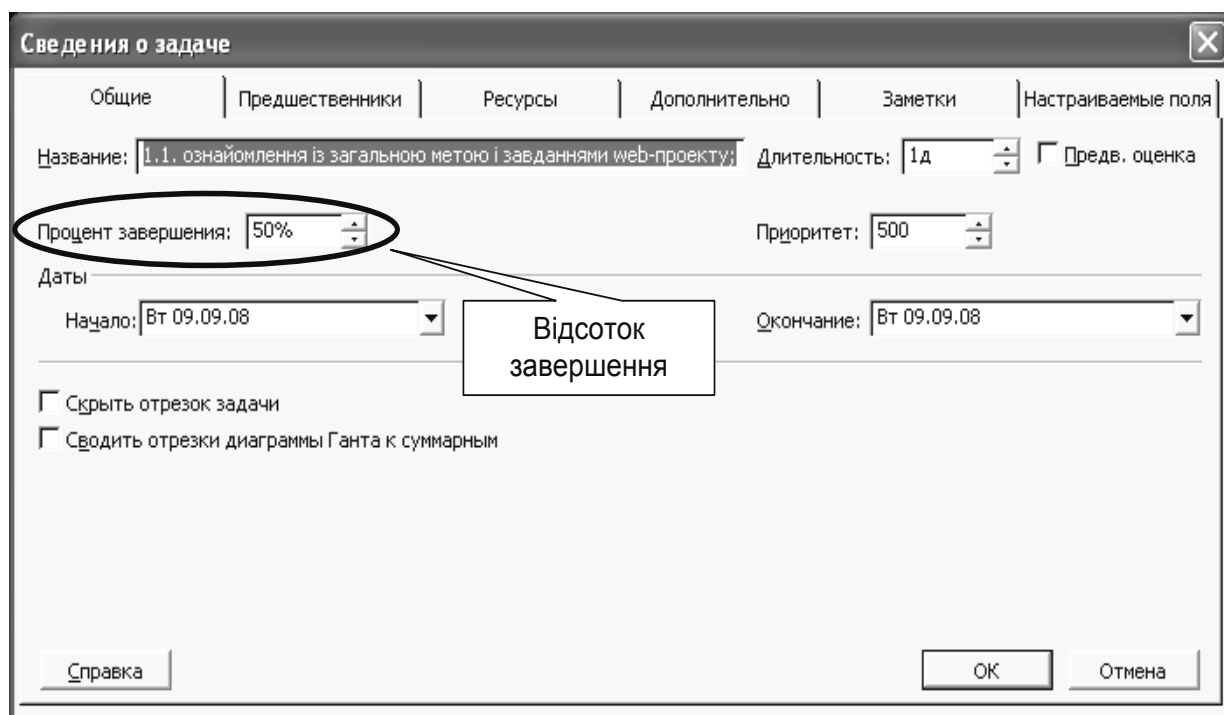 Сведения о задаче
Общие Предшественники Ресурсы Дополнительно Заметки Настраиваемые поля
Название: 1.1. ознайомлення із загальною метою і завданнями web-проекту; Длительность: 1д Предв. оценка
Процент завершения: 50% Приоритет: 500
Даты
Начало: Вт 09.09.08 Окончание: Вт 09.09.08
Відсоток
завершення
Скрыть отрезок задачи
Сводить отрезки диаграммы Ганта к суммарным
Справка ОК Отмена